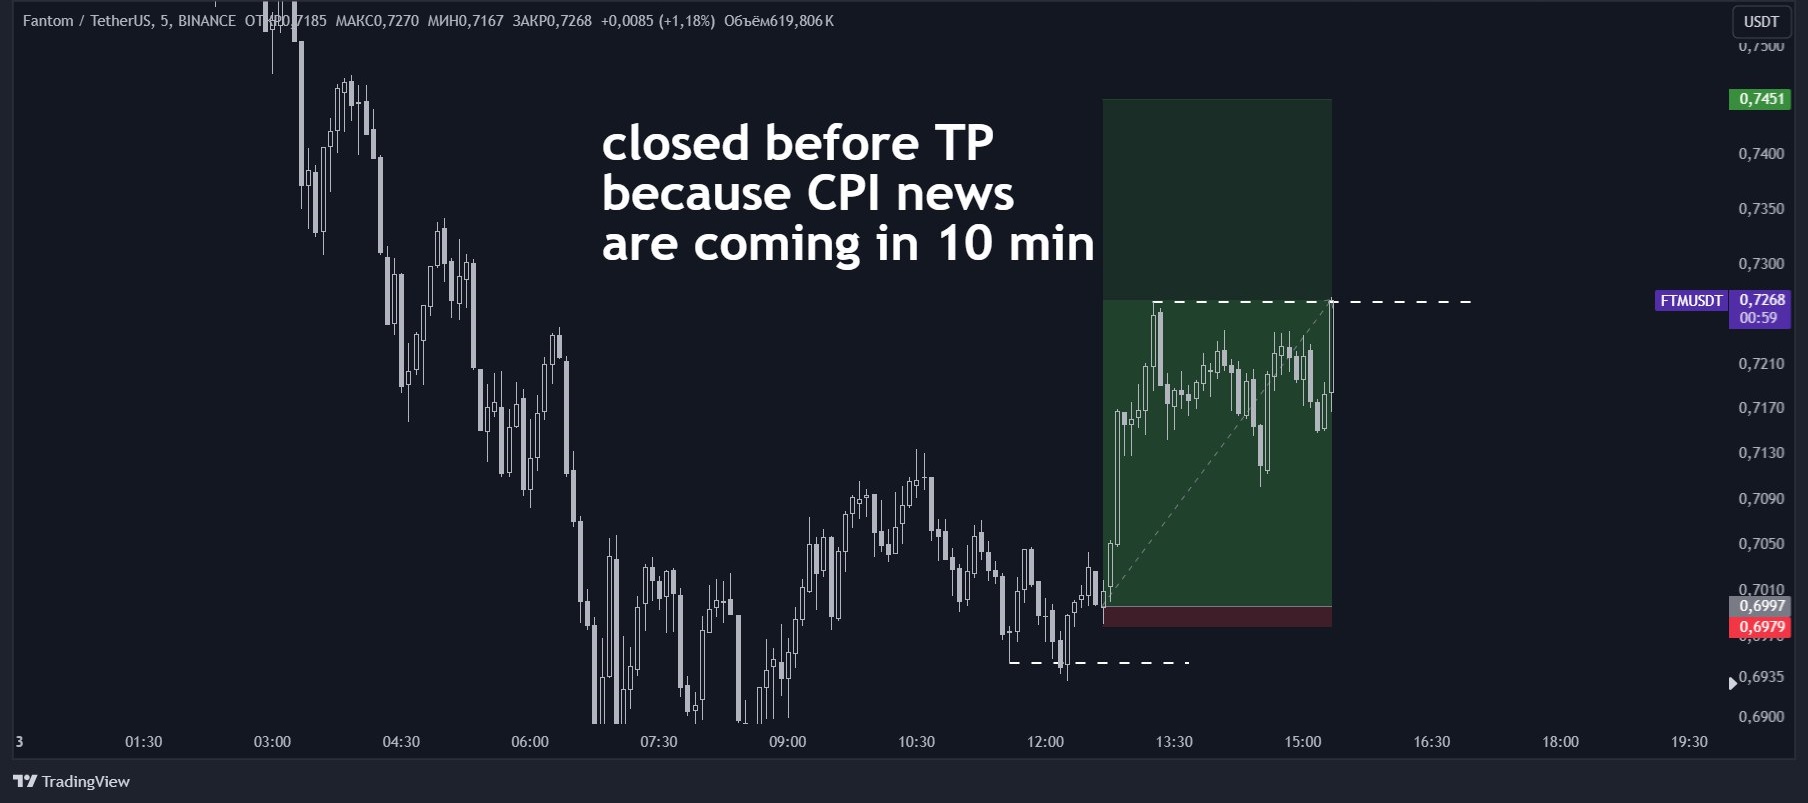 Fantom / TetherUS, 5, BINANCE ОТКР0,7185 МАКС0,7270 МИН0,7167 ЗАКР0,7268 +0,0085 (+1,18%) Объём619,806 K
USDT
0,7500
0,7451
closed before TP
because CPI news
are coming in 10 min
0,7400
0,7350
0,7300
FTMUSDT 0,7268
00:59
0,7210
0,7170
0,7130
0,7090
0,7050
0,7010
0,6997
0,6979
0,6935
0,6900
3 01:30 03:00 04:30 06:00 07:30 09:00 10:30 12:00 13:30 15:00 16:30 18:00 19:30
TradingView